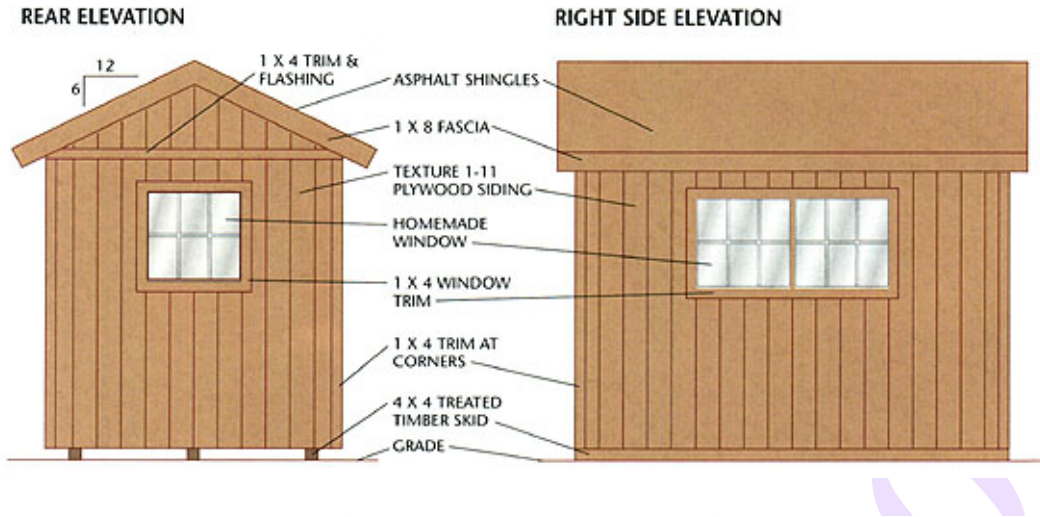 REAR ELEVATION
RIGHT SIDE ELEVATION
12
6
1 X 4 TRIM &
FLASHING
ASPHALT SHINGLES
1 X 8 FASCIA
TEXTURE 1-11
PLYWOOD SIDING
HOMEMADE
WINDOW
1 X 4 WINDOW
TRIM
1 X 4 TRIM AT
CORNERS
4 X 4 TREATED
TIMBER SKID
GRADE